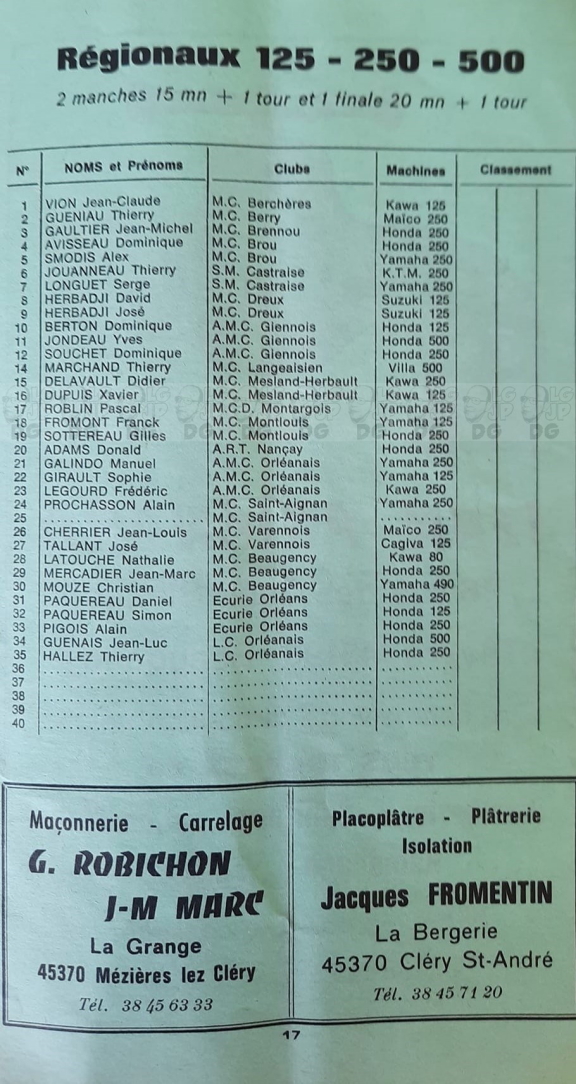 Régionaux 125 - 250 - 500
2 manches 15 mn + 1 tour et 1 finale 20 mn + 1 tour
N° NOMS et Prénoms Clubs Machines Classement
1 VION Jean-Claude M.C. Berchères Kawa 125
2 GUENIAU Thierry M.C. Berry Maïco 250
3 GAULTIER Jean-Michel M.C. Brennou Honda 250
4 AVISSEAU Dominique M.C. Brou Honda 250
5 SMODIS Alex M.C. Brou Yamaha 250
6 JOUANNEAU Thierry S.M. Castraise K.T.M. 250
7 LONGUET Serge S.M. Castraise Yamaha 250
8 HERBADJI David M.C. Dreux Suzuki 125
9 HERBADJI José M.C. Dreux Suzuki 125
10 BERTON Dominique A.M.C. Giennois Honda 125
11 JONDEAU Yves A.M.C. Giennois Honda 500
12 SOUCHET Dominique A.M.C. Giennois Honda 250
14 MARCHAND Thierry M.C. Langeaisien Villa 500
15 DELAVAULT Didier M.C. Mesland-Herbault Kawa 250
16 DUPUIS Xavier M.C. Mesland-Herbault Kawa 125
17 ROBLIN Pascal M.C.D. Montargois Yamaha 125
18 FROMONT Franck M.C. Montlouis Yamaha 125
19 SOTTEREAU Gilles M.C. Montlouis Honda 250
20 ADAMS Donald A.R.T. Nançay Honda 250
21 GALINDO Manuel A.M.C. Orléanais Yamaha 250
22 GIRAULT Sophie A.M.C. Orléanais Yamaha 125
23 LEGOURD Frédéric A.M.C. Orléanais Kawa 250
24 PROCHASSON Alain M.C. Saint-Aignan Yamaha 250
25 ........................ M.C. Saint-Aignan ...........
26 CHERRIER Jean-Louis M.C. Varennois Maïco 250
27 TALLANT José M.C. Varennois Cagiva 125
28 LATOUCHE Nathalie M.C. Beaugency Kawa 80
29 MERCADIER Jean-Marc M.C. Beaugency Honda 250
30 MOUZE Christian M.C. Beaugency Yamaha 490
31 PAQUEREAU Daniel Ecurie Orléans Honda 250
32 PAQUEREAU Simon Ecurie Orléans Honda 125
33 PIGOIS Alain Ecurie Orléans Honda 250
34 GUENAIS Jean-Luc L.C. Orléanais Honda 500
35 HALLEZ Thierry L.C. Orléanais Honda 250
36 ........................ ........................ ...........
37 ........................ ........................ ...........
38 ........................ ........................ ...........
39 ........................ ........................ ...........
40 ........................ ........................ ...........
Maçonnerie - Carrelage
G. ROBICHON
J-M MARC
La Grange
45370 Mézières lez Cléry
Tél. 38 45 63 33
Placoplâtre - Plâtrerie
Isolation
Jacques FROMENTIN
La Bergerie
45370 Cléry St-André
Tél. 38 45 71 20
17